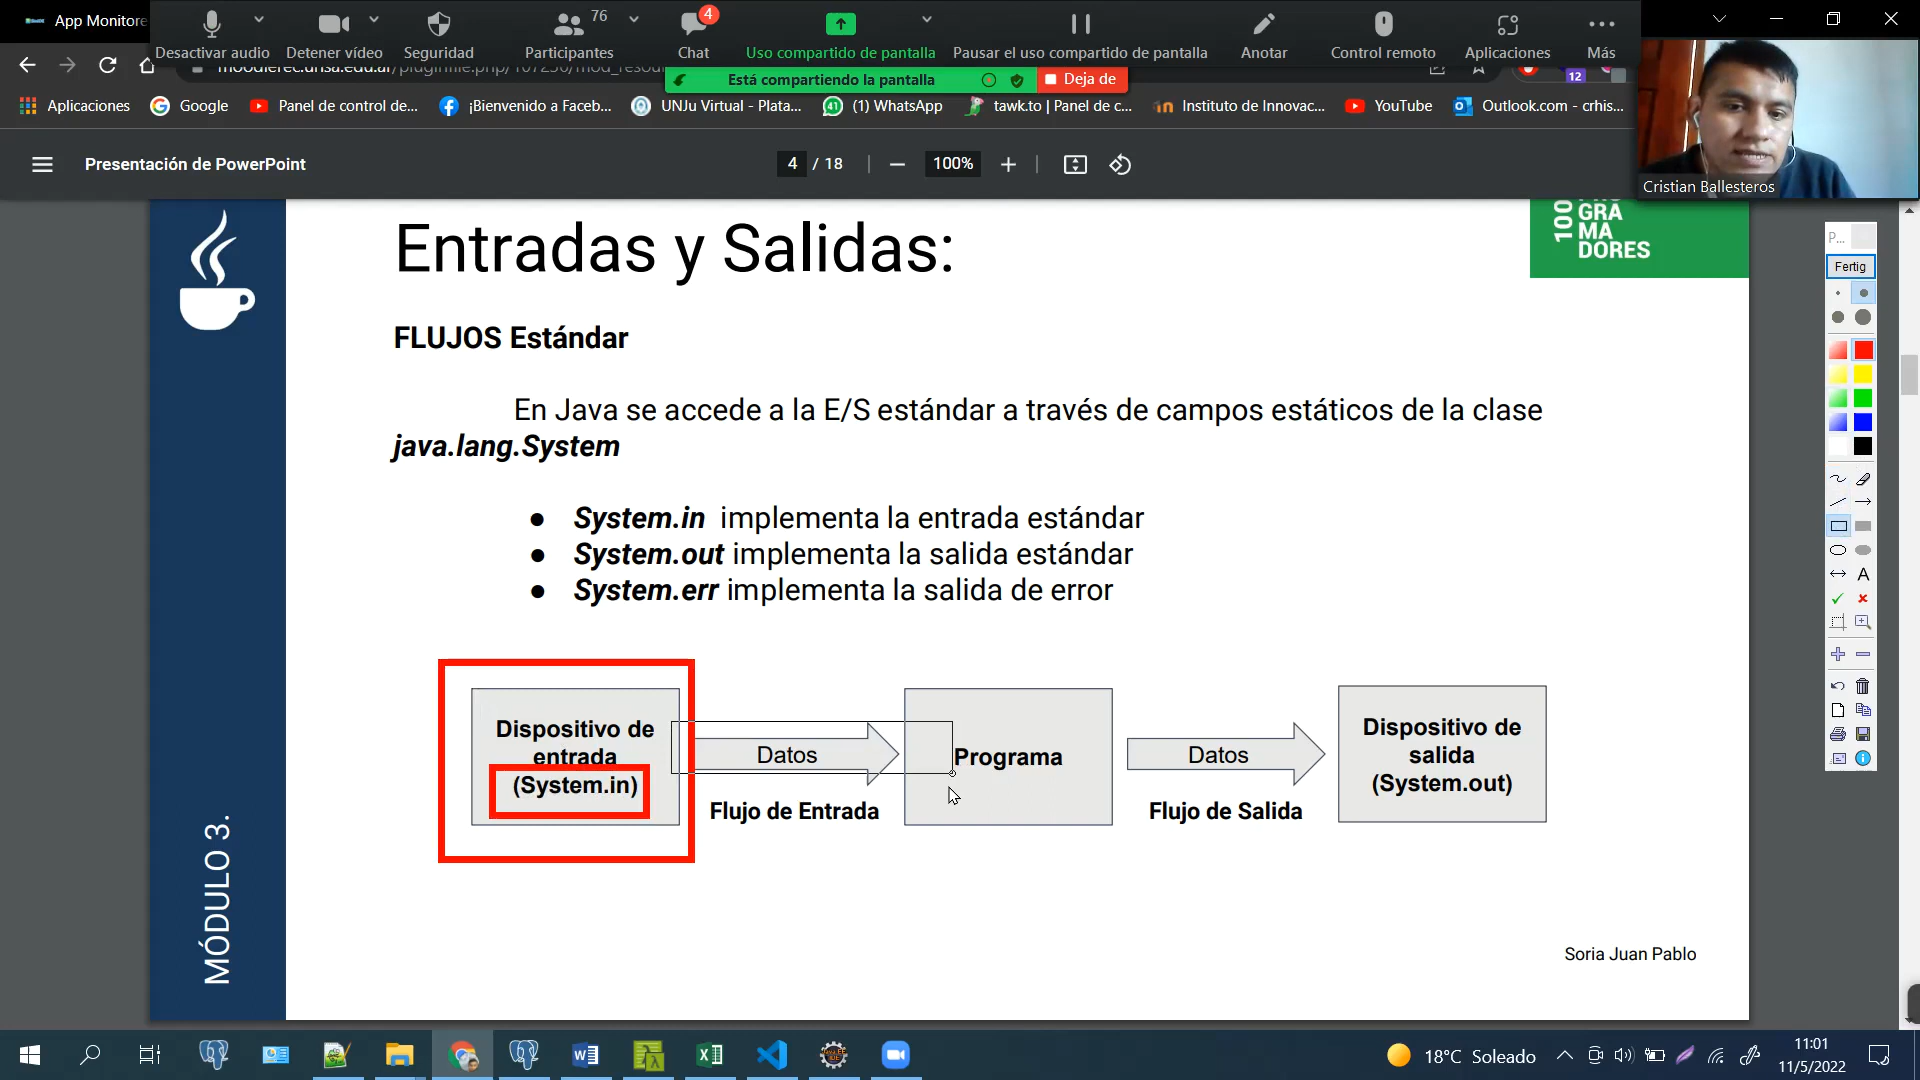 App Monitore
76
4
Desactivar audio
Detener vídeo
Seguridad
Participantes
Chat
Uso compartido de pantalla
Pausar el uso compartido de pantalla
Anotar
Control remoto
Aplicaciones
Más
Está compartiendo la pantalla
Deja de
12
Aplicaciones
Google
Panel de control de...
¡Bienvenido a Faceb...
UNJu Virtual - Plata...
41
(1) WhatsApp
tawk.to | Panel de c...
Instituto de Innovac...
YouTube
Outlook.com - crhis...
Cristian Ballesteros
Presentación de PowerPoint
4 / 18
100%
Entradas y Salidas:
100
GRA
MA
DORES
P...
Fertig
FLUJOS Estándar
En Java se accede a la E/S estándar a través de campos estáticos de la clase
java.lang.System
● System.in implementa la entrada estándar
● System.out implementa la salida estándar
● System.err implementa la salida de error
Dispositivo de
entrada
(System.in)
Datos
Flujo de Entrada
Programa
Datos
Flujo de Salida
Dispositivo de
salida
(System.out)
MÓDULO 3.
Soria Juan Pablo
18°C Soleado
11:01
11/5/2022